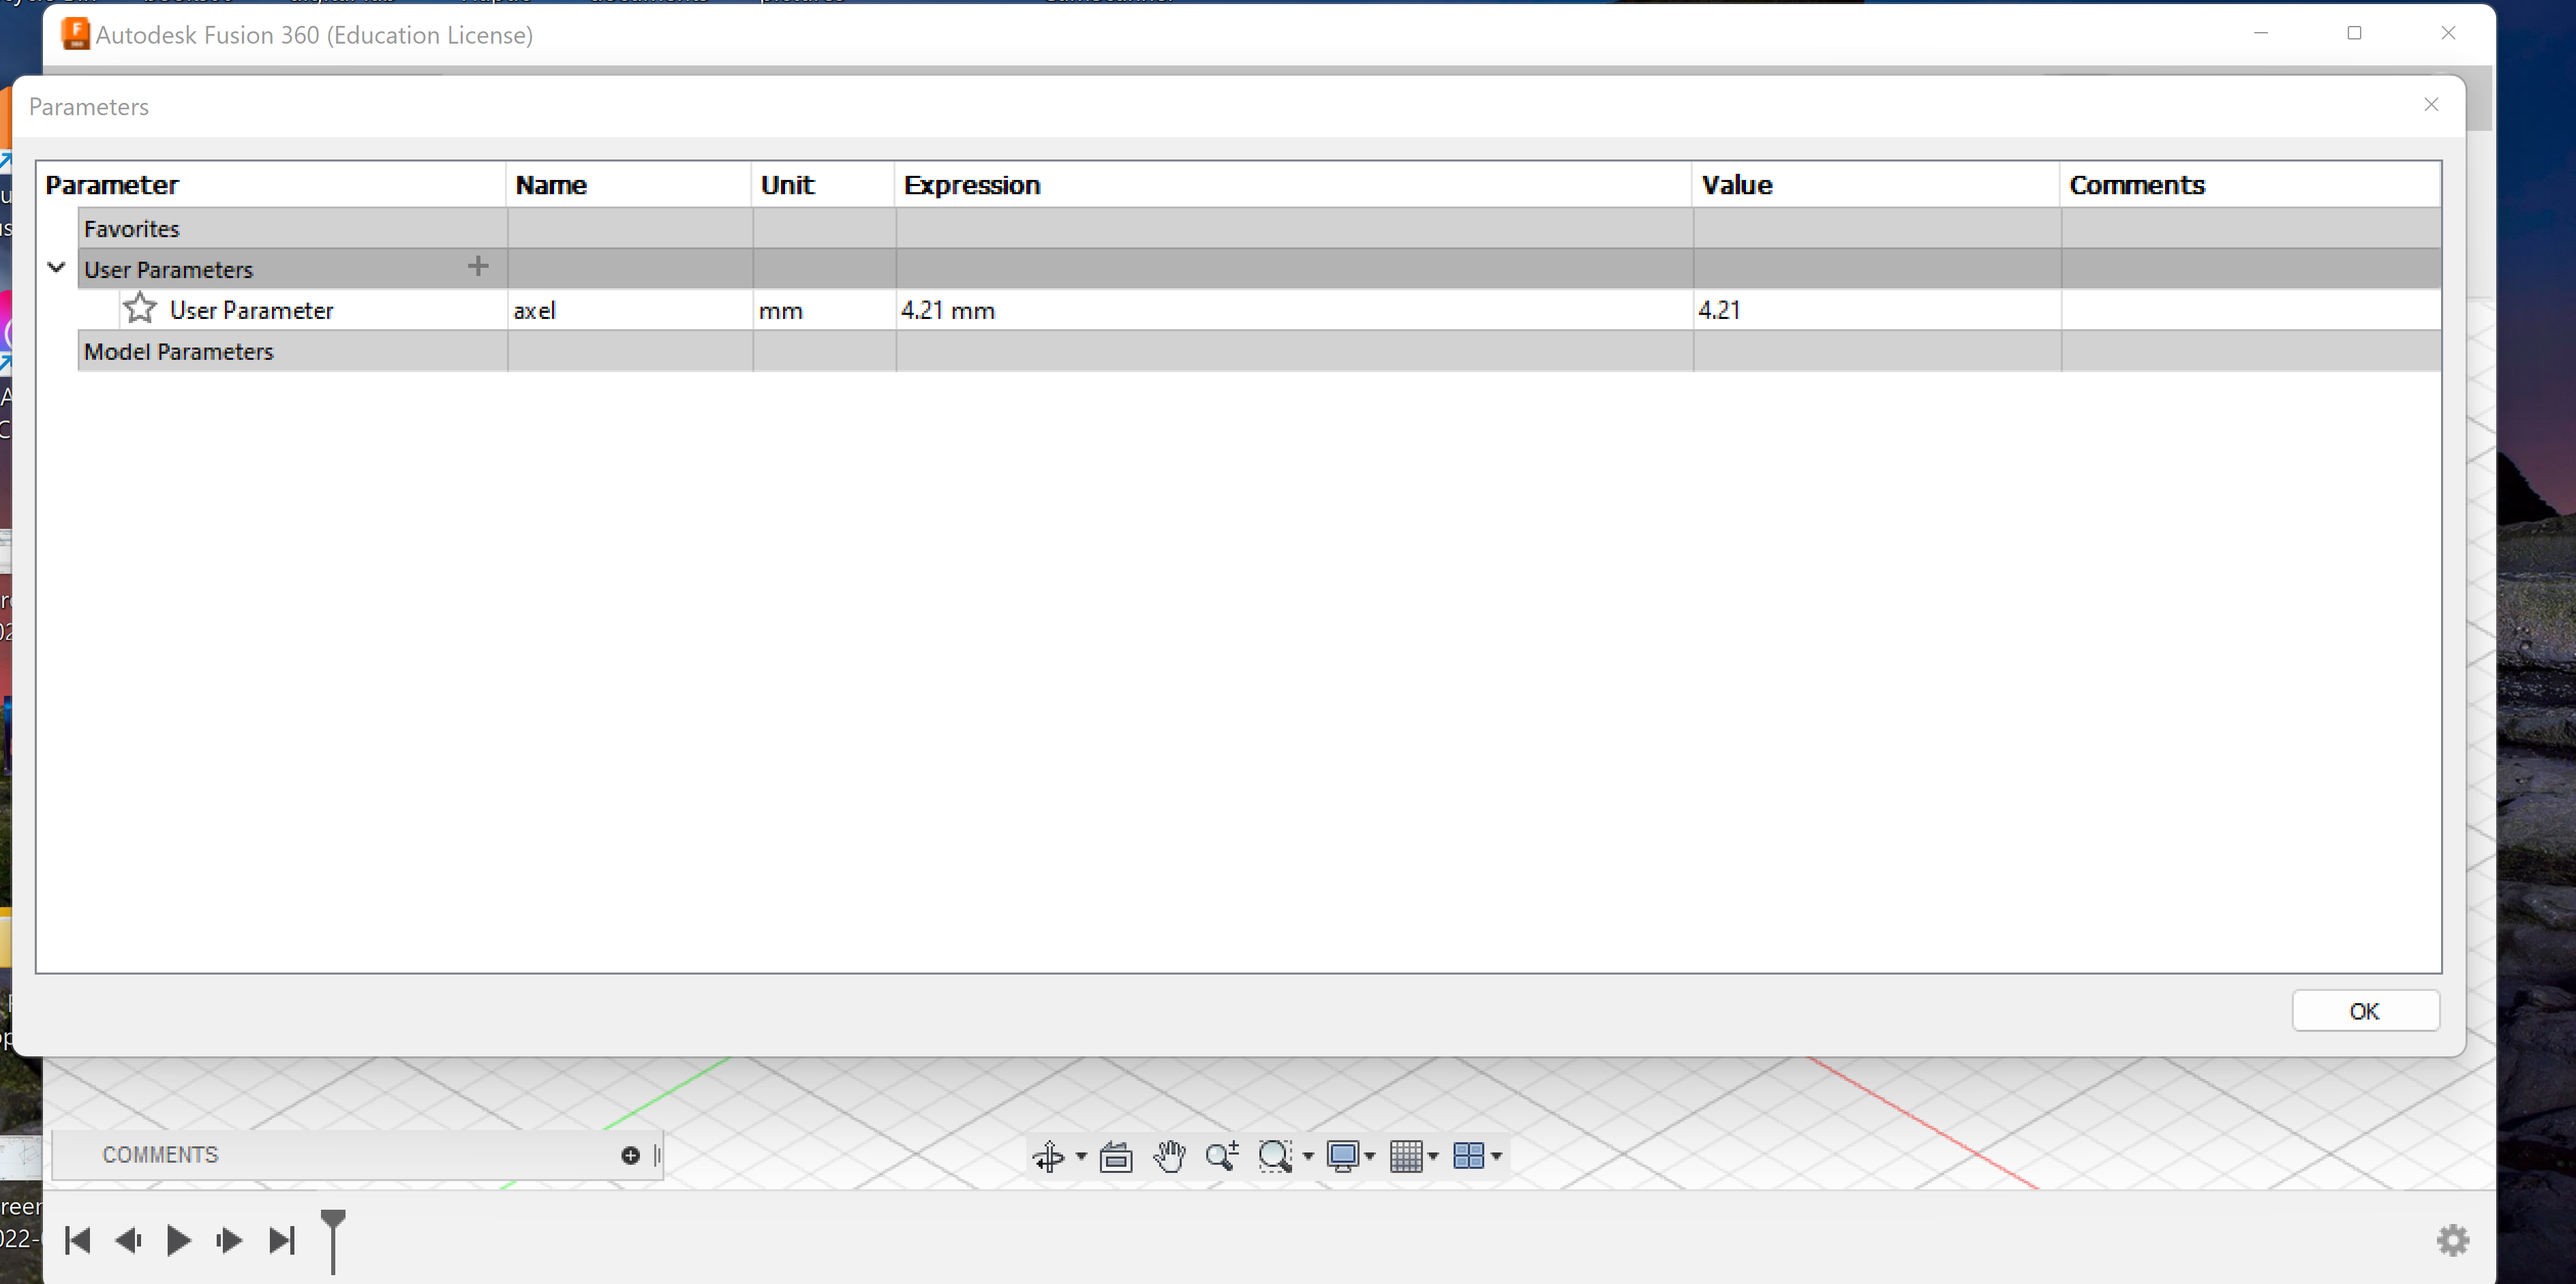 Autodesk Fusion 360 (Education License)
Parameters
Parameter Name Unit Expression Value Comments
Favorites
User Parameters
User Parameter axel mm 4.21 mm 4.21
Model Parameters
OK
COMMENTS